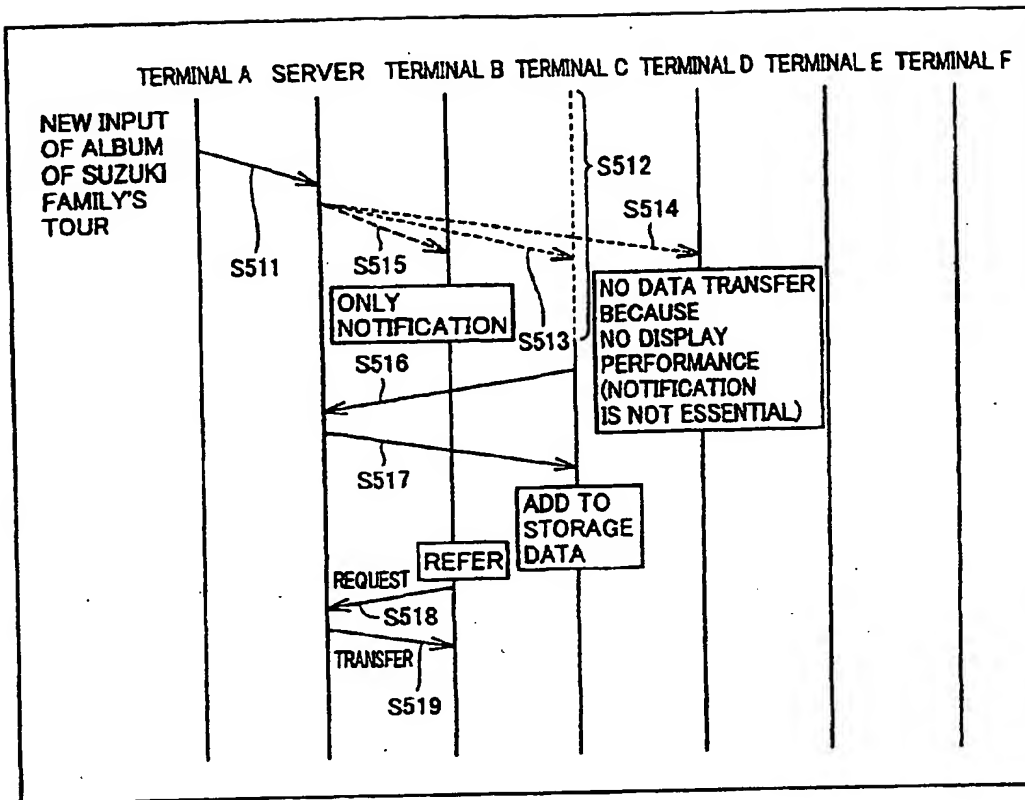 TERMINAL A SERVER TERMINAL B TERMINAL C TERMINAL D TERMINAL E TERMINAL F
NEW INPUT
OF ALBUM
OF SUZUKI
FAMILY'S
TOUR
S511
S512
S514
S515
S513
ONLY
NOTIFICATION
NO DATA TRANSFER
BECAUSE
NO DISPLAY
PERFORMANCE
(NOTIFICATION
IS NOT ESSENTIAL)
S516
S517
ADD TO
STORAGE
DATA
REFER
REQUEST
S518
TRANSFER
S519